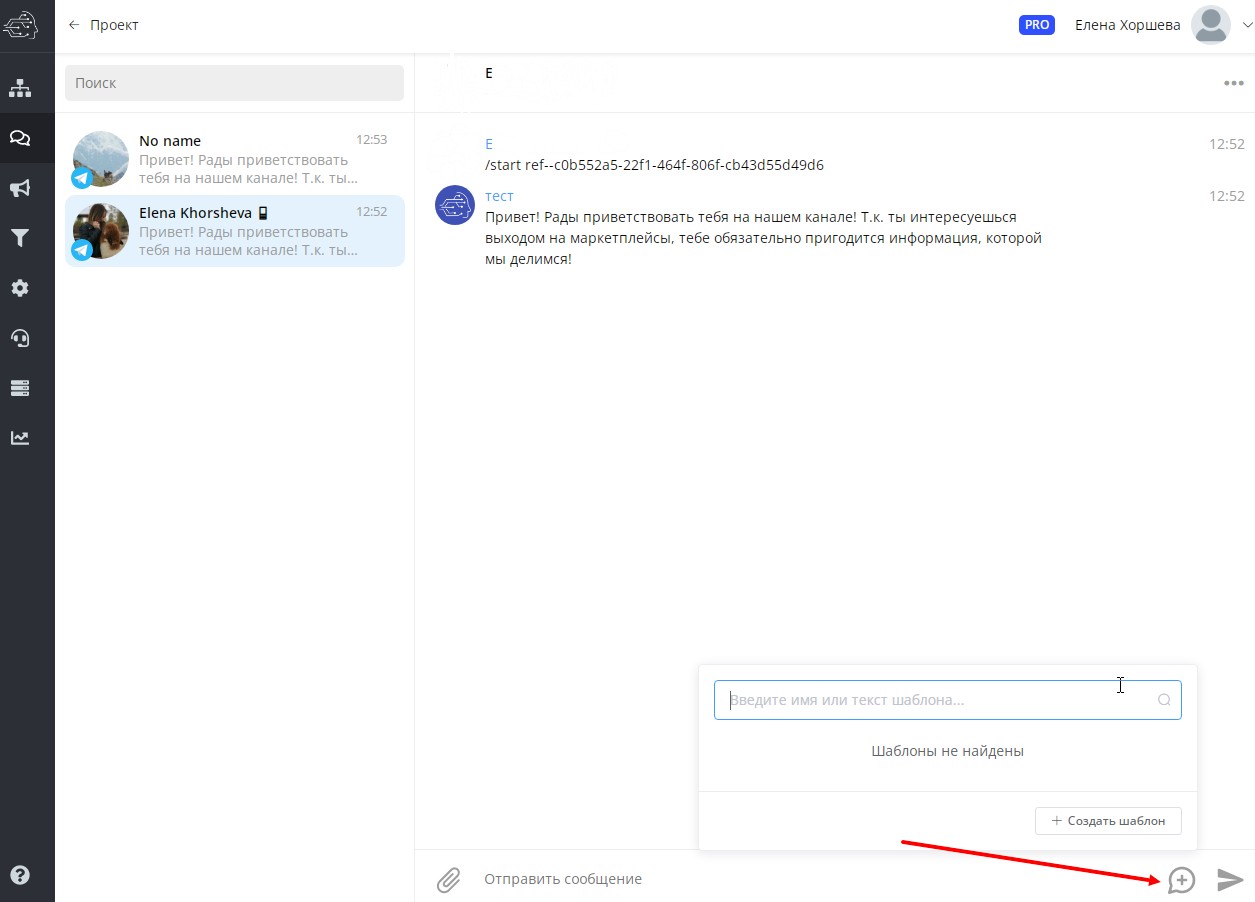 Проект
PRO
Елена Хоршева
Поиск
No name
12:53
Привет! Рады приветствовать
тебя на нашем канале! Т.к. ты...
Elena Khorsheva
12:52
Привет! Рады приветствовать
тебя на нашем канале! Т.к. ты...
E
E
12:52
/start ref--c0b552a5-22f1-464f-806f-cb43d55d49d6
тест
12:52
Привет! Рады приветствовать тебя на нашем канале! Т.к. ты интересуешься
выходом на маркетплейсы, тебе обязательно пригодится информация, которой
мы делимся!
Введите имя или текст шаблона...
Шаблоны не найдены
+ Создать шаблон
Отправить сообщение